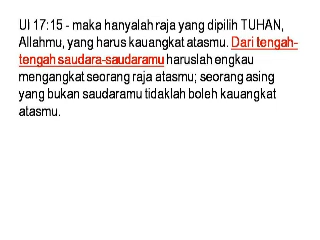 Ul 17:15 - maka hanyalah raja yang dipilih TUHAN,
Allahmu, yang harus kauangkat atasmu. Dari tengah-
tengah saudara-saudaramu haruslah engkau
mengangkat seorang raja atasmu; seorang asing
yang bukan saudaramu tidaklah boleh kauangkat
atasmu.